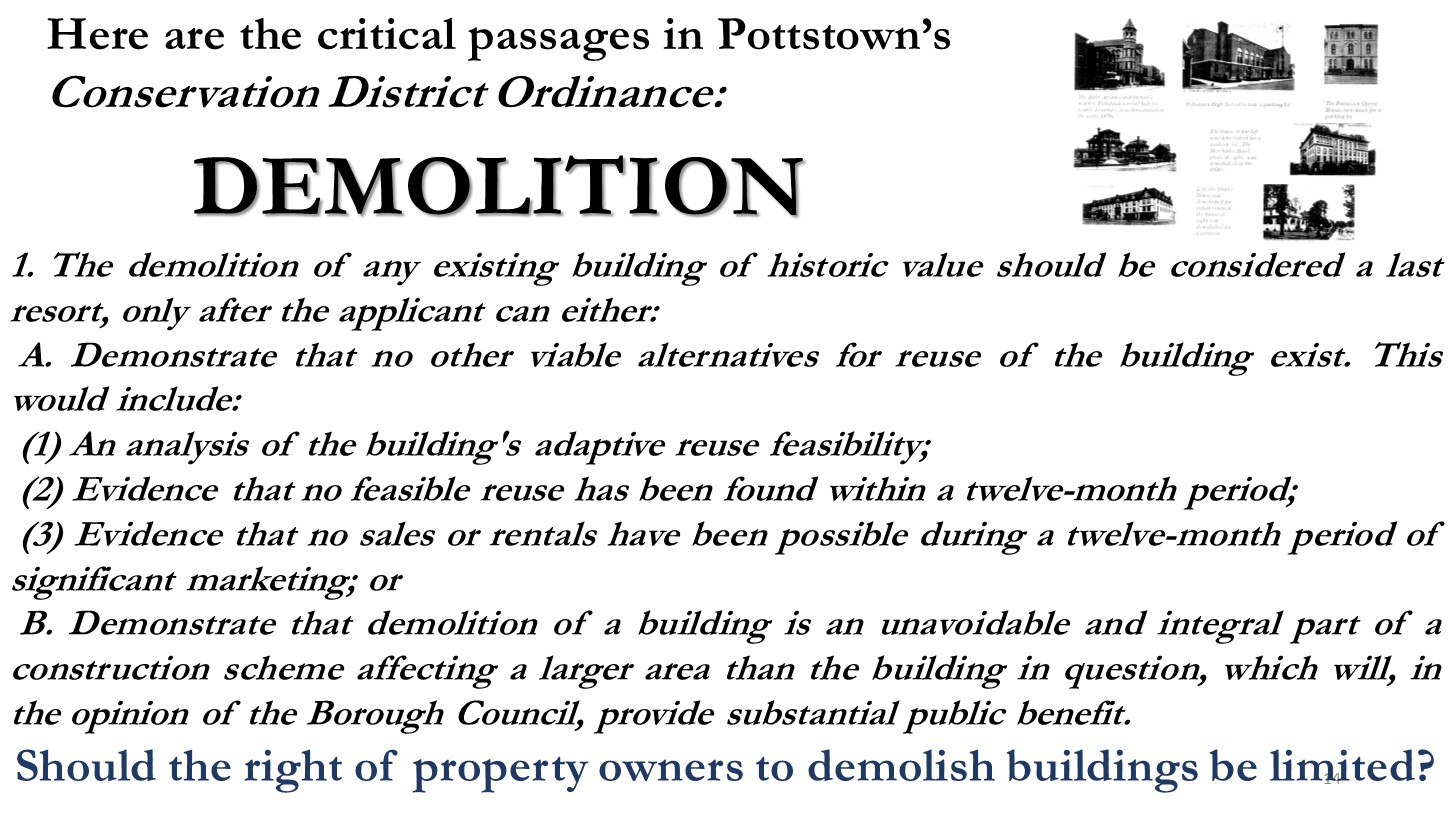 Here are the critical passages in Pottstown’s
Conservation District Ordinance:
DEMOLITION
1. The demolition of any existing building of historic value should be considered a last
resort, only after the applicant can either:
A. Demonstrate that no other viable alternatives for reuse of the building exist. This
would include:
(1) An analysis of the building's adaptive reuse feasibility;
(2) Evidence that no feasible reuse has been found within a twelve-month period;
(3) Evidence that no sales or rentals have been possible during a twelve-month period of
significant marketing; or
B. Demonstrate that demolition of a building is an unavoidable and integral part of a
construction scheme affecting a larger area than the building in question, which will, in
the opinion of the Borough Council, provide substantial public benefit.
Should the right of property owners to demolish buildings be limited?
14